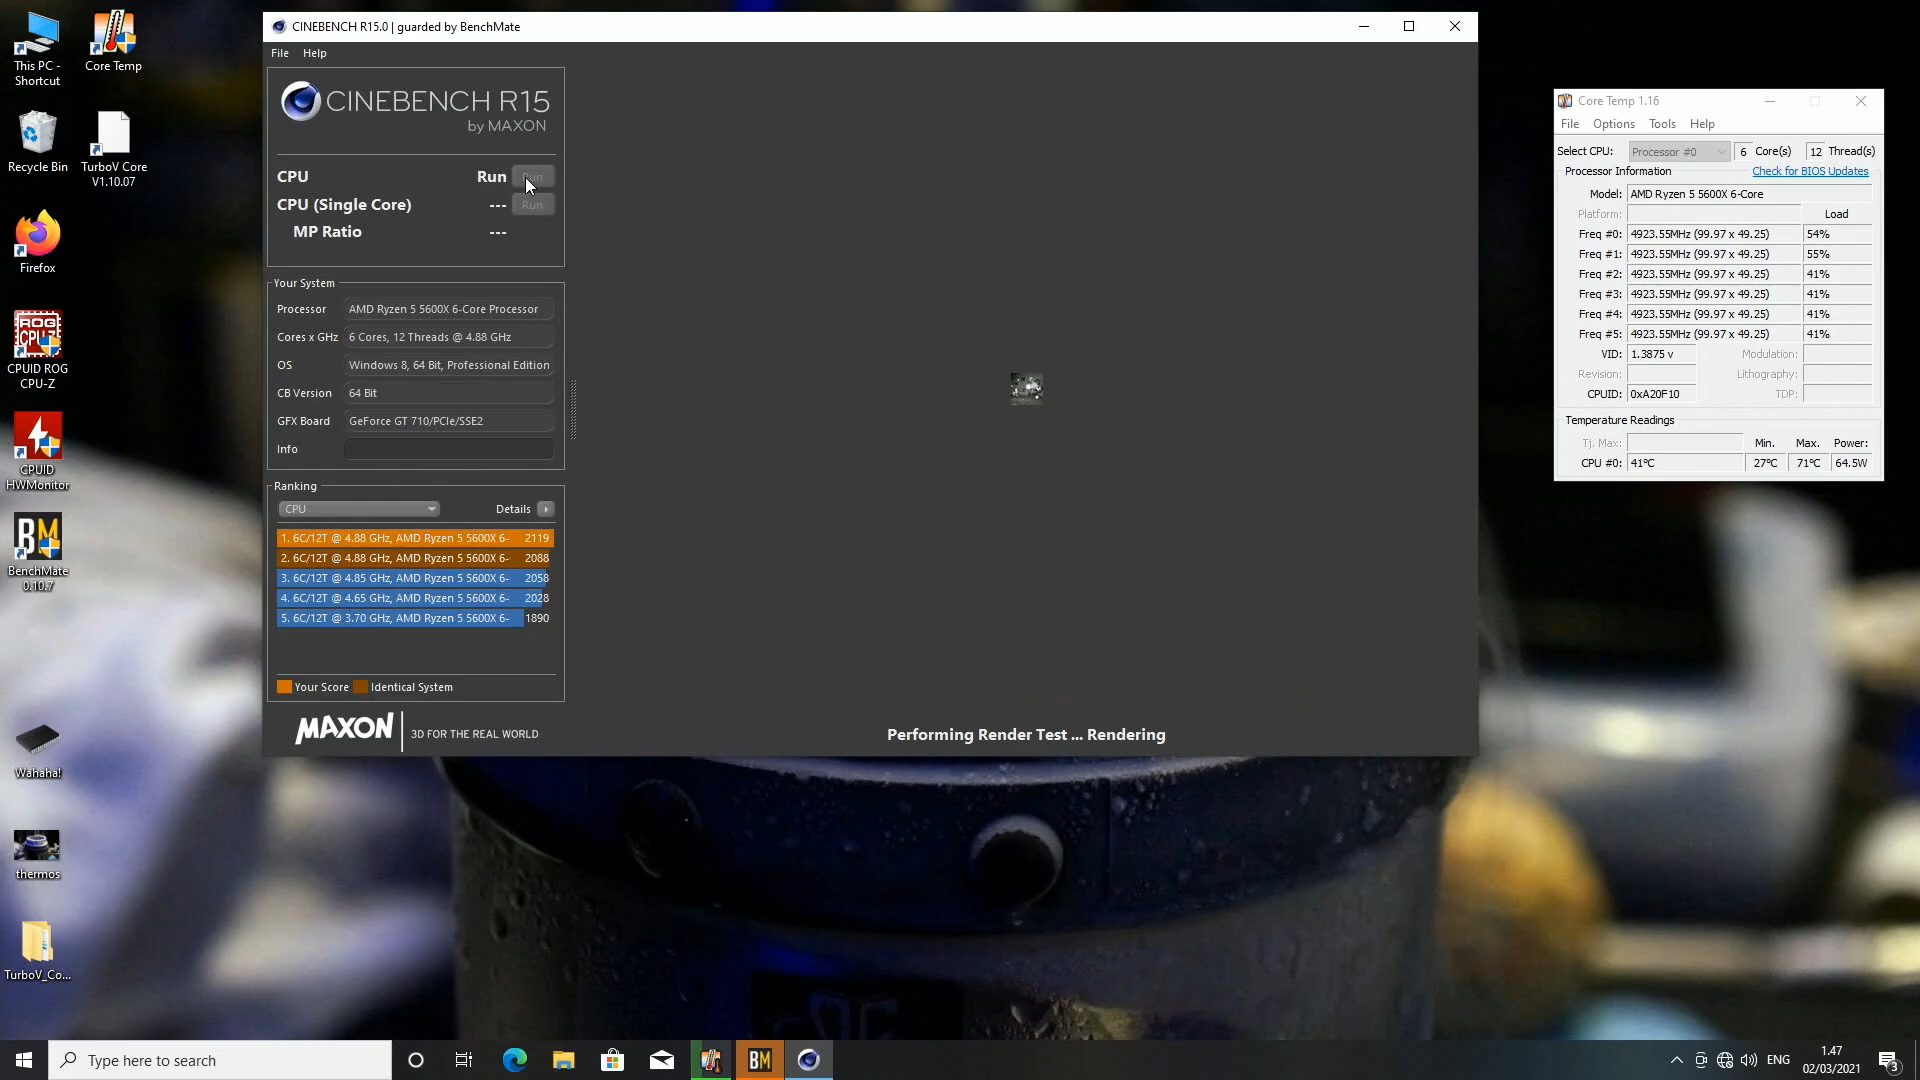 This PC -
Shortcut
Core Temp
Recycle Bin
TurboV Core
V1.10.07
Firefox
ROG
CPU-Z
CPUID ROG
CPU-Z
CPUID
HWMonitor
BM
BenchMate
0.10.7
Wahaha!
thermos
TurboV_Co...
CINEBENCH R15.0 | guarded by BenchMate
File Help
CINEBENCH R15
by MAXON
CPU Run Run
CPU (Single Core) --- Run
MP Ratio ---
Your System
Processor AMD Ryzen 5 5600X 6-Core Processor
Cores x GHz 6 Cores, 12 Threads @ 4.88 GHz
OS Windows 8, 64 Bit, Professional Edition
CB Version 64 Bit
GFX Board GeForce GT 710/PCIe/SSE2
Info
Ranking
CPU Details
1. 6C/12T @ 4.88 GHz, AMD Ryzen 5 5600X 6- 2119
2. 6C/12T @ 4.88 GHz, AMD Ryzen 5 5600X 6- 2088
3. 6C/12T @ 4.85 GHz, AMD Ryzen 5 5600X 6- 2058
4. 6C/12T @ 4.65 GHz, AMD Ryzen 5 5600X 6- 2028
5. 6C/12T @ 3.70 GHz, AMD Ryzen 5 5600X 6- 1890
Your Score Identical System
MAXON 3D FOR THE REAL WORLD
Performing Render Test ... Rendering
Core Temp 1.16
File Options Tools Help
Select CPU: Processor #0 6 Core(s) 12 Thread(s)
Processor Information Check for BIOS Updates
Model: AMD Ryzen 5 5600X 6-Core
Platform: Load
Freq #0: 4923.55MHz (99.97 x 49.25) 54%
Freq #1: 4923.55MHz (99.97 x 49.25) 55%
Freq #2: 4923.55MHz (99.97 x 49.25) 41%
Freq #3: 4923.55MHz (99.97 x 49.25) 41%
Freq #4: 4923.55MHz (99.97 x 49.25) 41%
Freq #5: 4923.55MHz (99.97 x 49.25) 41%
VID: 1.3875 v Modulation:
Revision: Lithography:
CPUID: 0xA20F10 TDP:
Temperature Readings
Tj. Max: Min. Max. Power:
CPU #0: 41°C 27°C 71°C 64.5W
Type here to search
BM
ENG
1.47
02/03/2021
3